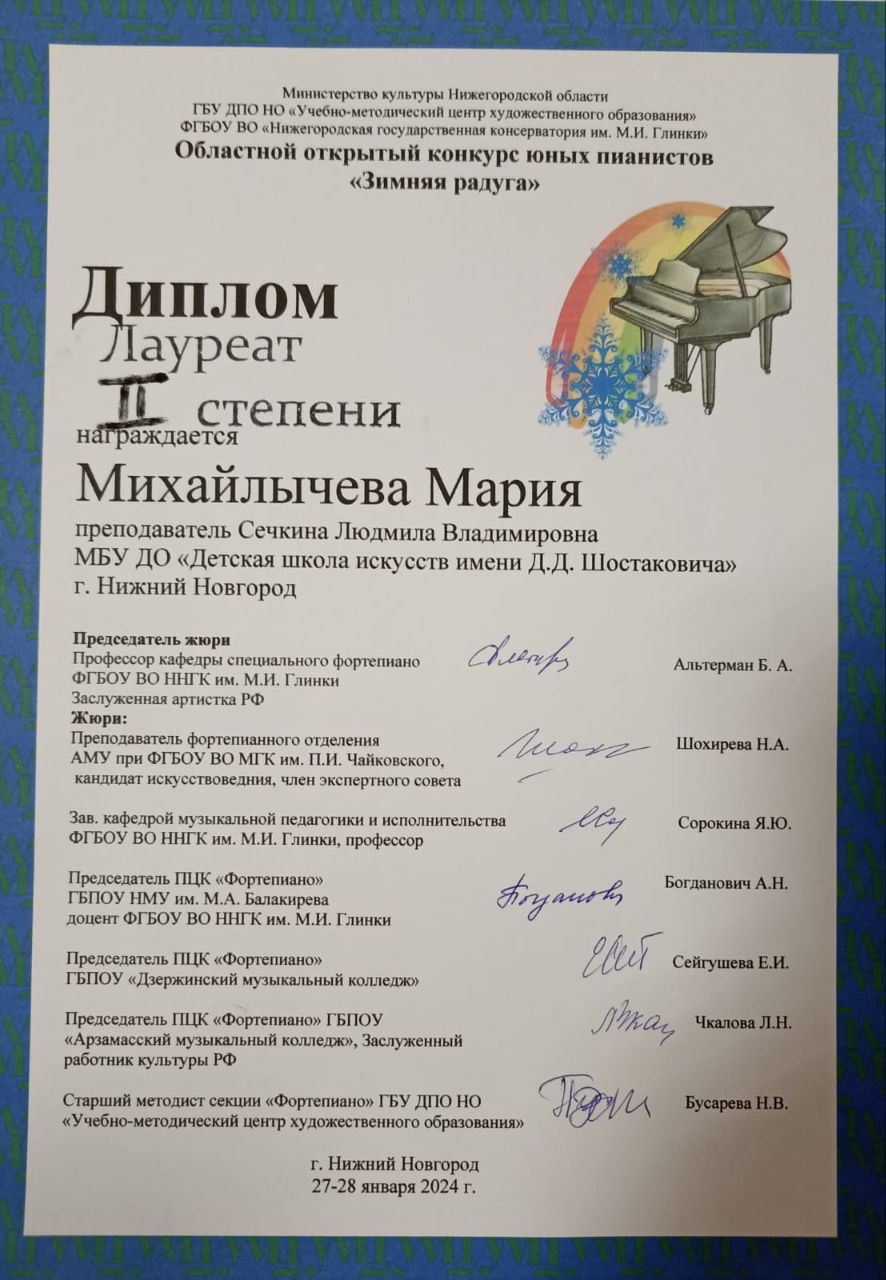 Министерство культуры Нижегородской области
ГБУ ДПО НО «Учебно-методический центр художественного образования»
ФГБОУ ВО «Нижегородская государственная консерватория им. М.И. Глинки»
Областной открытый конкурс юных пианистов
«Зимняя радуга»
Диплом
Лауреат
II степени
награждается
Михайлычева Мария
преподаватель Сечкина Людмила Владимировна
МБУ ДО «Детская школа искусств имени Д.Д. Шостаковича»
г. Нижний Новгород
Председатель жюри
Профессор кафедры специального фортепиано
ФГБОУ ВО ННГК им. М.И. Глинки
Заслуженная артистка РФ
Альтерман Б. А.
Жюри:
Преподаватель фортепианного отделения
АМУ при ФГБОУ ВО МГК им. П.И. Чайковского,
кандидат искусствоведния, член экспертного совета
Шохирева Н.А.
Зав. кафедрой музыкальной педагогики и исполнительства
ФГБОУ ВО ННГК им. М.И. Глинки, профессор
Сорокина Я.Ю.
Председатель ПЦК «Фортепиано»
ГБПОУ НМУ им. М.А. Балакирева
доцент ФГБОУ ВО ННГК им. М.И. Глинки
Богданович А.Н.
Председатель ПЦК «Фортепиано»
ГБПОУ «Дзержинский музыкальный колледж»
Сейгушева Е.И.
Председатель ПЦК «Фортепиано» ГБПОУ
«Арзамасский музыкальный колледж», Заслуженный
работник культуры РФ
Чкалова Л.Н.
Старший методист секции «Фортепиано» ГБУ ДПО НО
«Учебно-методический центр художественного образования»
Бусарева Н.В.
г. Нижний Новгород
27-28 января 2024 г.